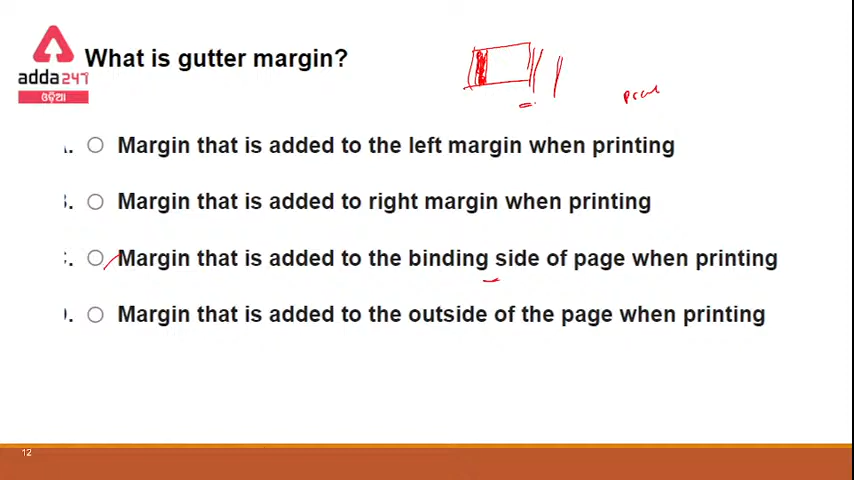 What is gutter margin?
adda247
ଓଡ଼ିଆ
Margin that is added to the left margin when printing
Margin that is added to right margin when printing
Margin that is added to the binding side of page when printing
Margin that is added to the outside of the page when printing
12